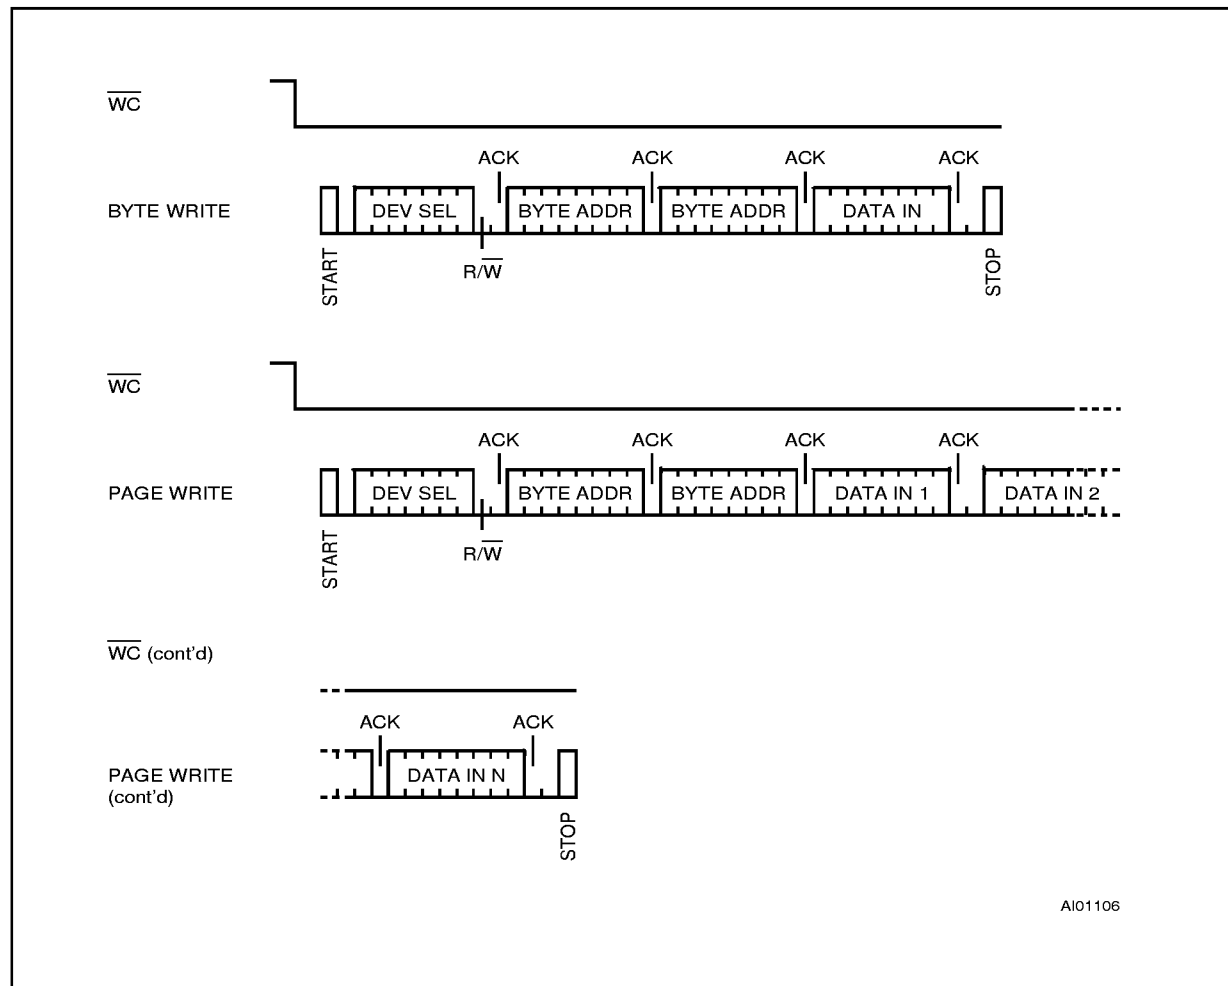 WC
ACK ACK ACK ACK
BYTE WRITE DEV SEL BYTE ADDR BYTE ADDR DATA IN
START R/W STOP
WC
ACK ACK ACK ACK
PAGE WRITE DEV SEL BYTE ADDR BYTE ADDR DATA IN 1 DATA IN 2
START R/W
WC (cont'd)
ACK ACK
PAGE WRITE DATA IN N
(cont'd)
STOP
AI01106